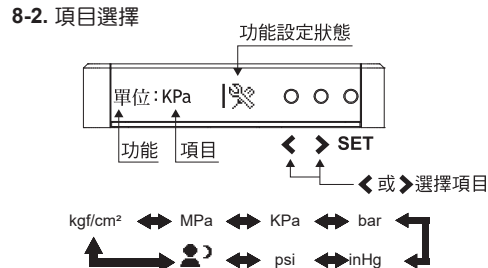 8-2. 項目選擇
功能設定狀態
單位:KPa
功能 項目
SET
或 選擇項目
kgf/cm² MPa KPa bar
psi inHg